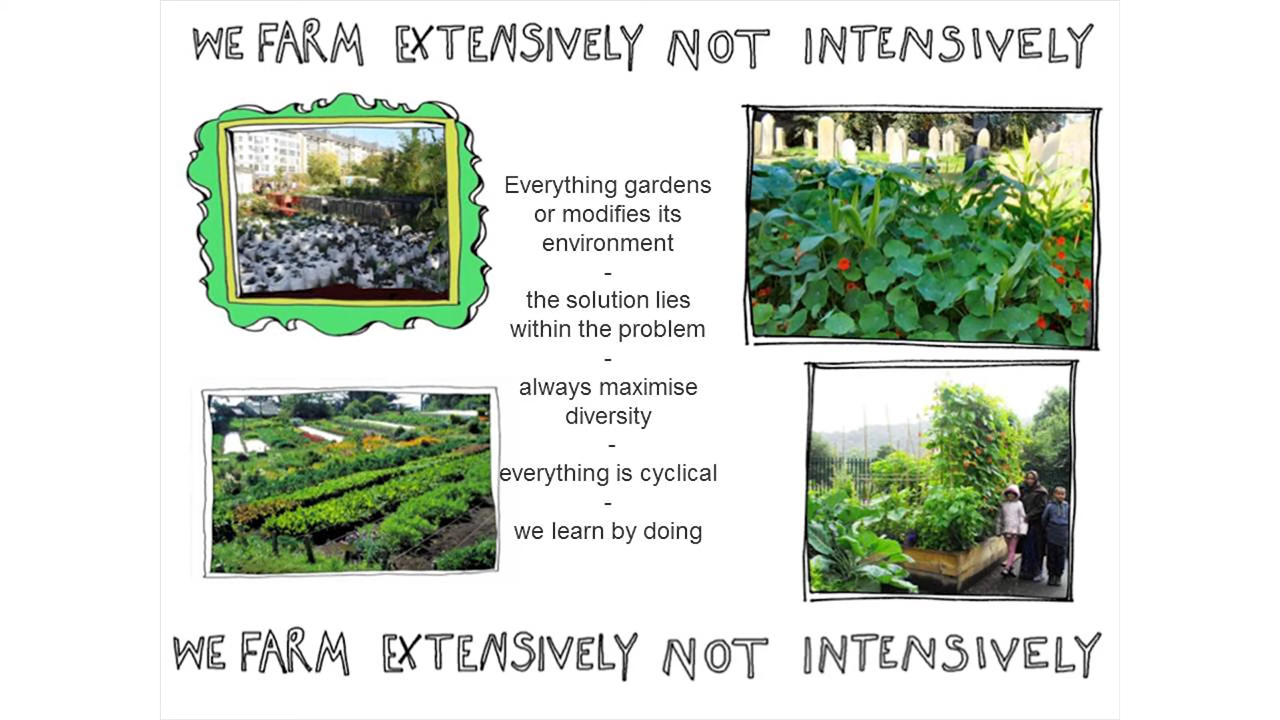 WE FARM EXTENSIVELY NOT INTENSIVELY
Everything gardens
or modifies its
environment
-
the solution lies
within the problem
-
always maximise
diversity
-
everything is cyclical
-
we learn by doing
WE FARM EXTENSIVELY NOT INTENSIVELY